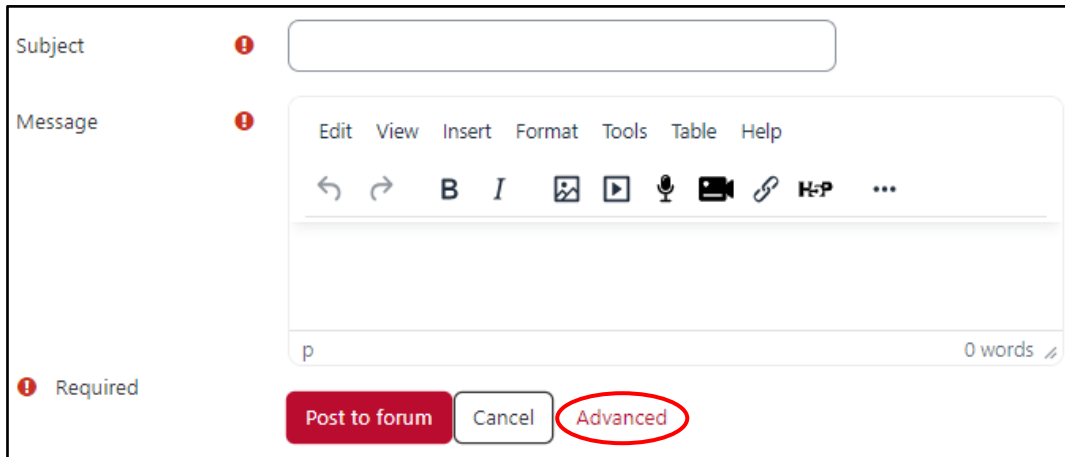 Subject
Message
Edit View Insert Format Tools Table Help
B I H5P
p 0 words
Required
Post to forum Cancel Advanced